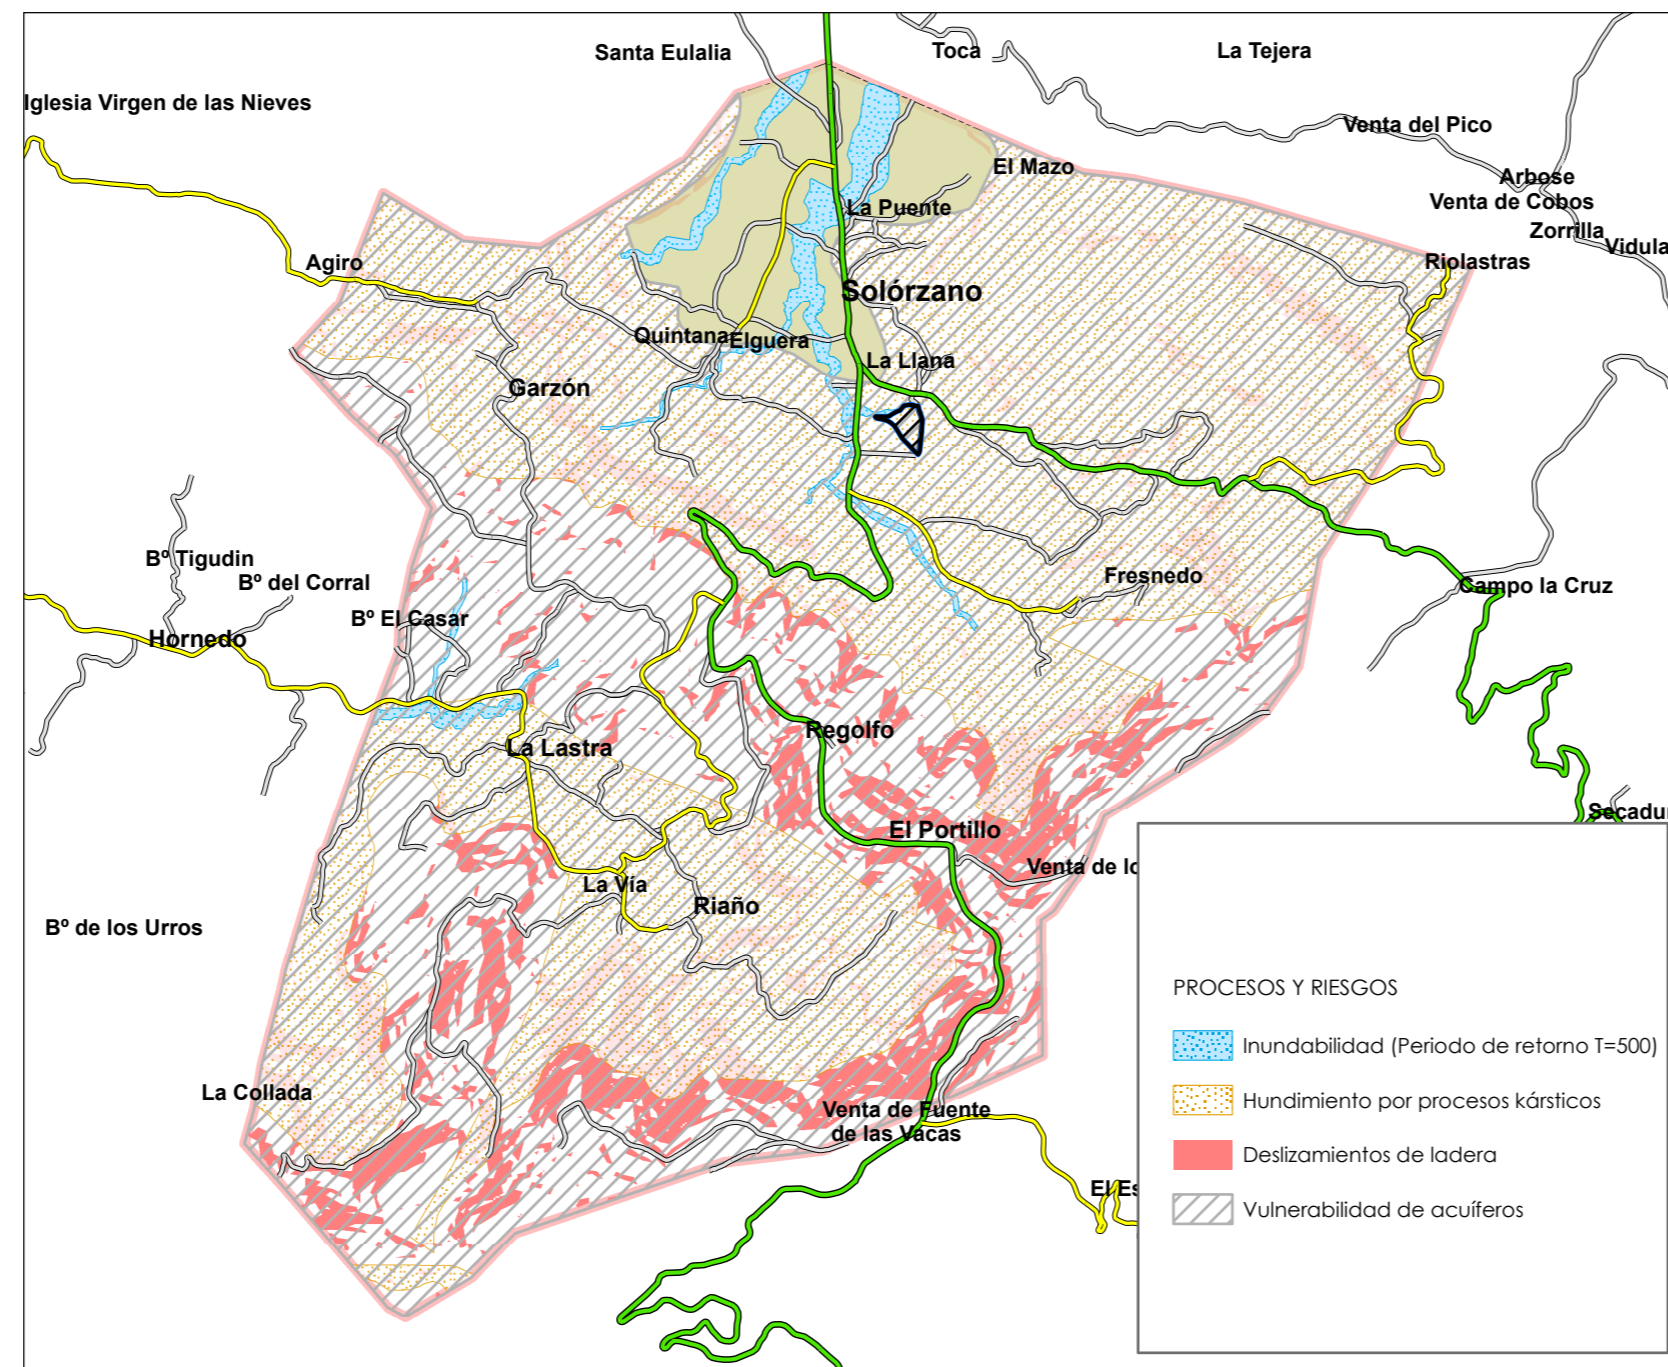 Santa Eulalia
Toca
La Tejera
Iglesia Virgen de las Nieves
Venta del Pico
El Mazo
Arbose
Venta de Cobos
La Puente
Zorrilla
Vidula
Agiro
Riolastras
Solórzano
Quintana
Elguera
La Llana
Garzón
Bº Tigudin
Bº del Corral
Fresnedo
Campo la Cruz
Bº El Casar
Hornedo
Regolfo
La Lastra
Secadur
El Portillo
Venta de lo
La Vía
Riaño
Bº de los Urros
La Collada
Venta de Fuente
de las Vacas
El Es
PROCESOS Y RIESGOS
Inundabilidad (Periodo de retorno T=500)
Hundimiento por procesos kársticos
Deslizamientos de ladera
Vulnerabilidad de acuíferos